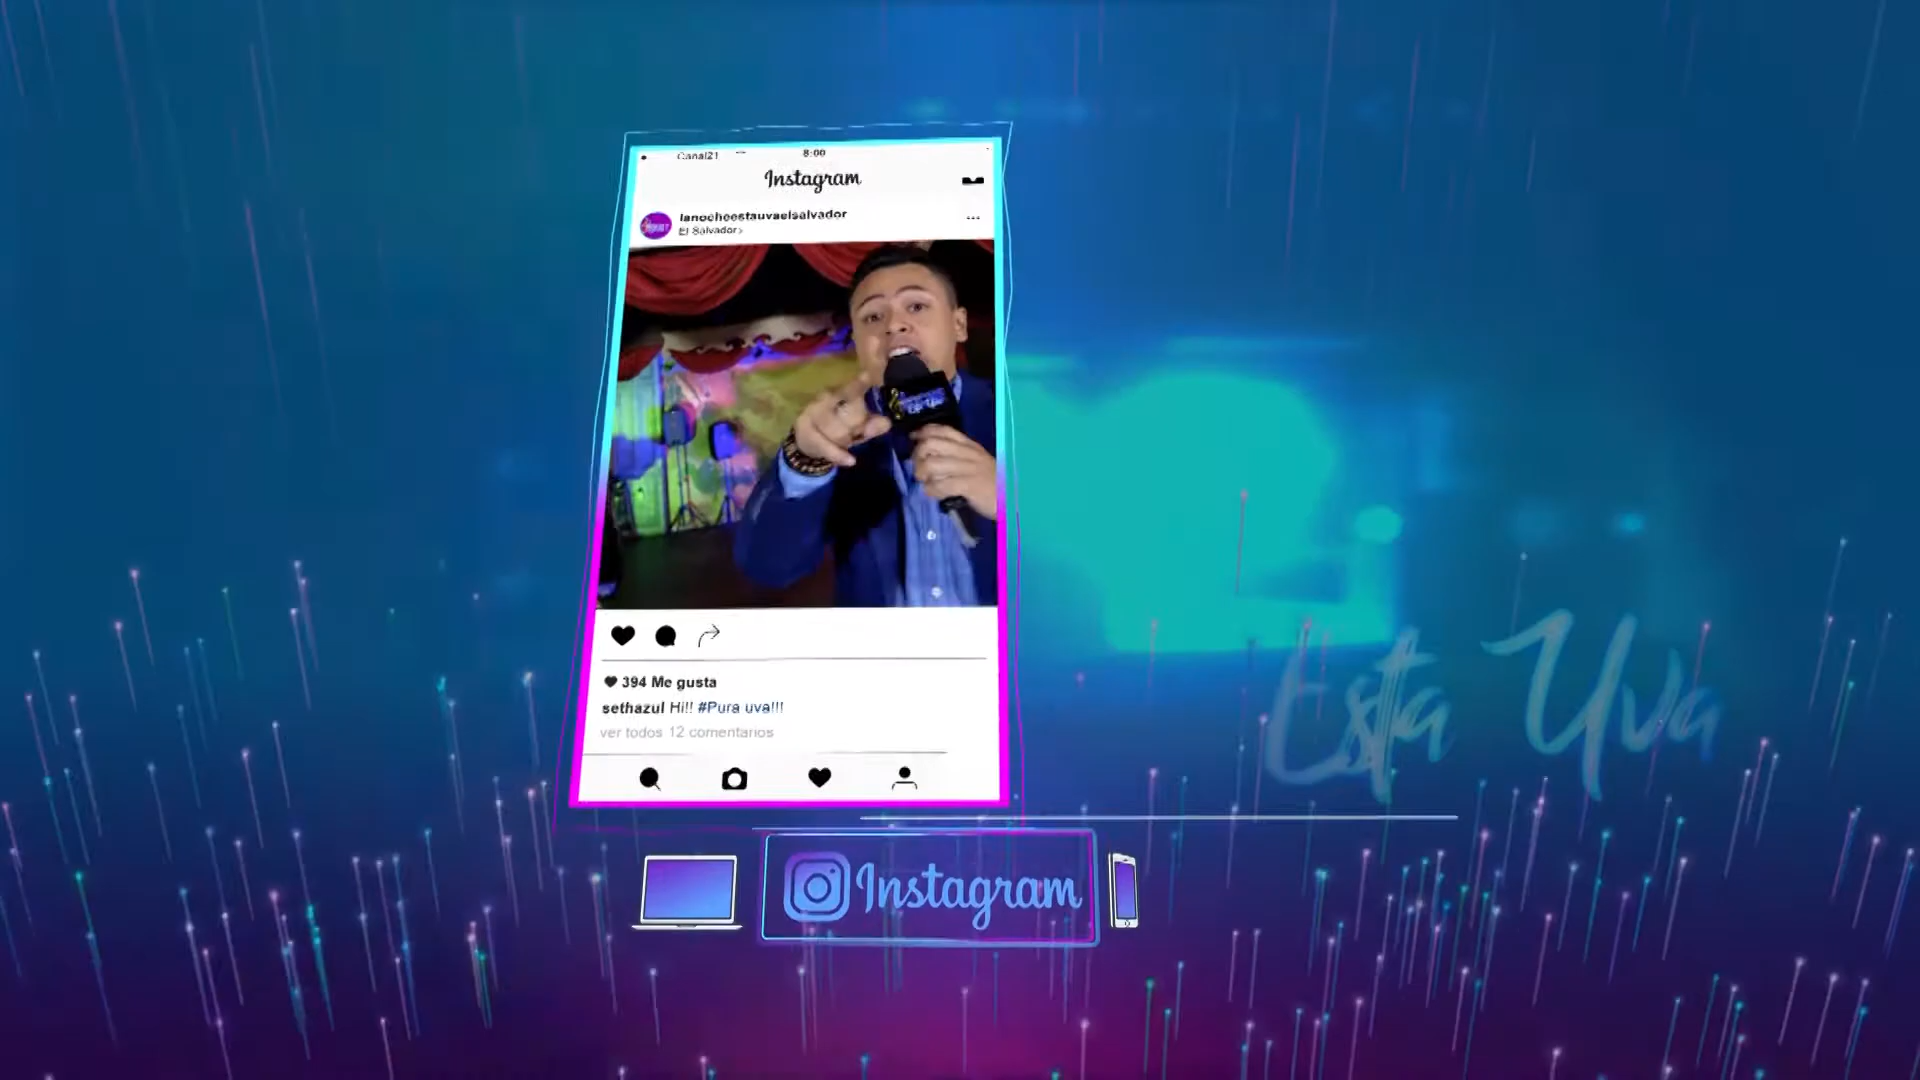 Canal21
8:00
Instagram
lanocheestauvaelsalvador
El Salvador>
394 Me gusta
sethazul Hi!! #Pura uva!!!
ver todos 12 comentarios
Esta Uva
Instagram